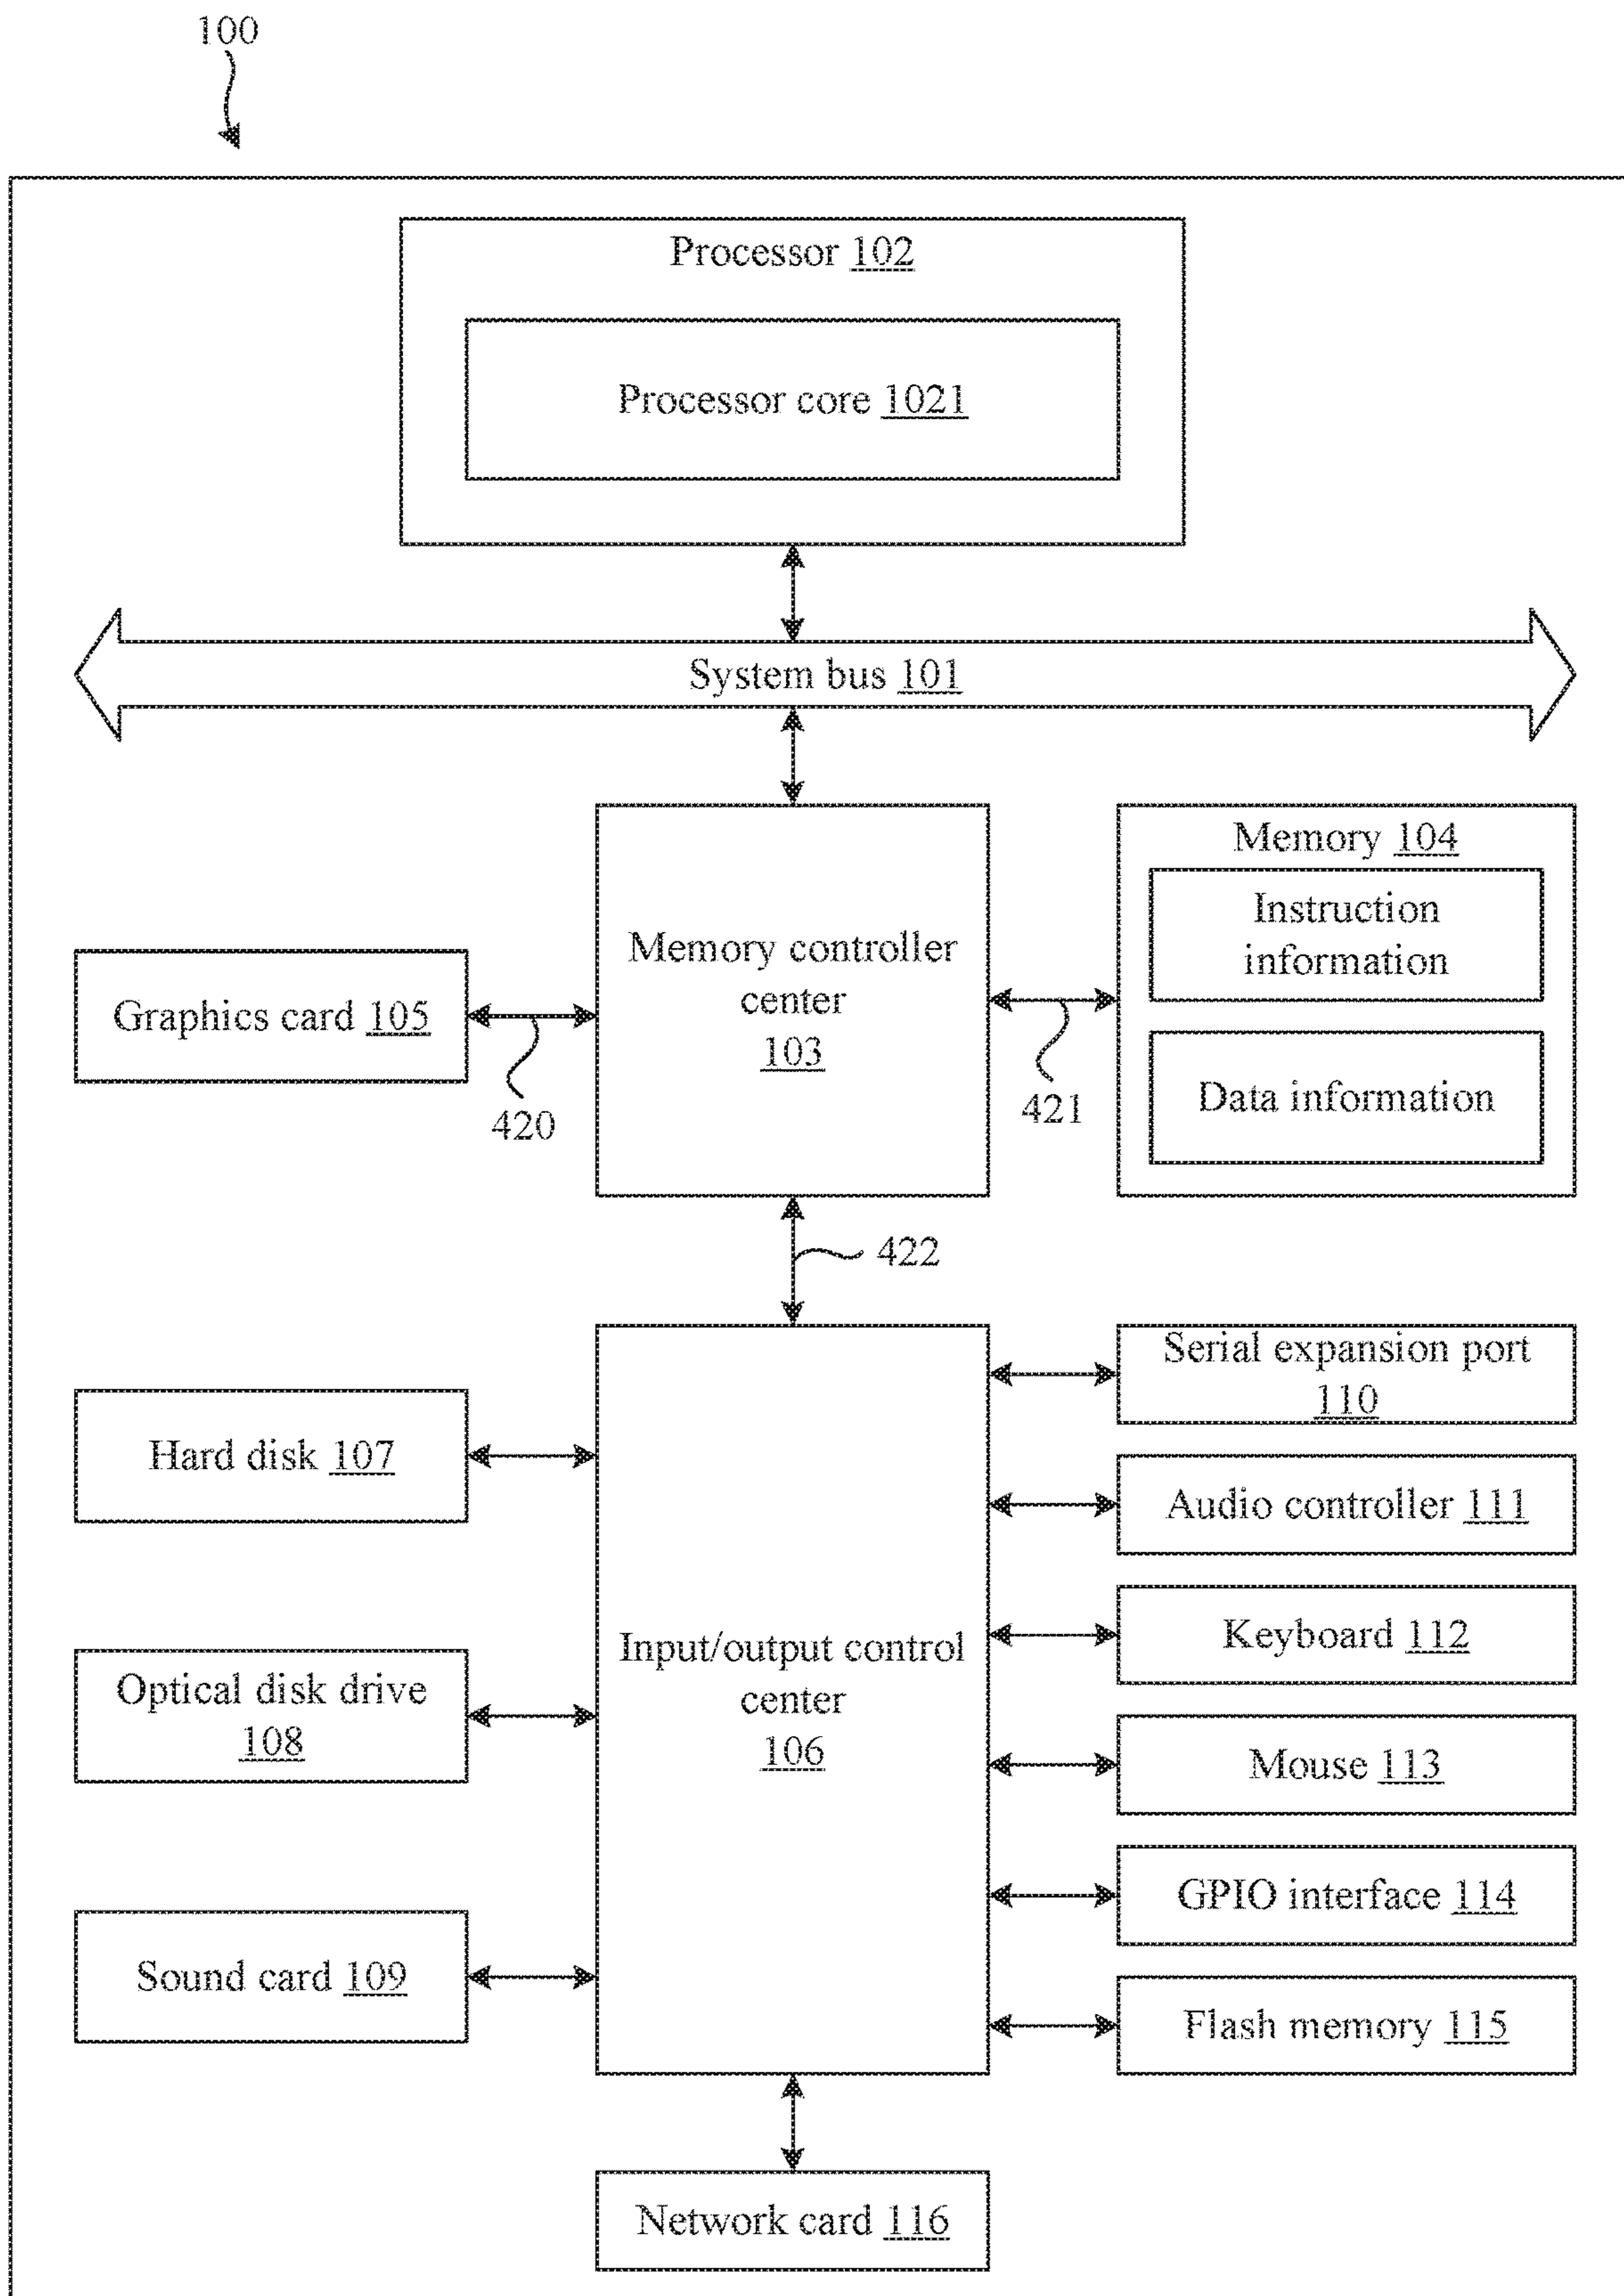 100
Processor 102
Processor core 1021
System bus 101
Memory controller
center
103
Memory 104
Instruction
information
Data information
Graphics card 105
420
421
422
Input/output control
center
106
Hard disk 107
Optical disk drive
108
Sound card 109
Serial expansion port
110
Audio controller 111
Keyboard 112
Mouse 113
GPIO interface 114
Flash memory 115
Network card 116